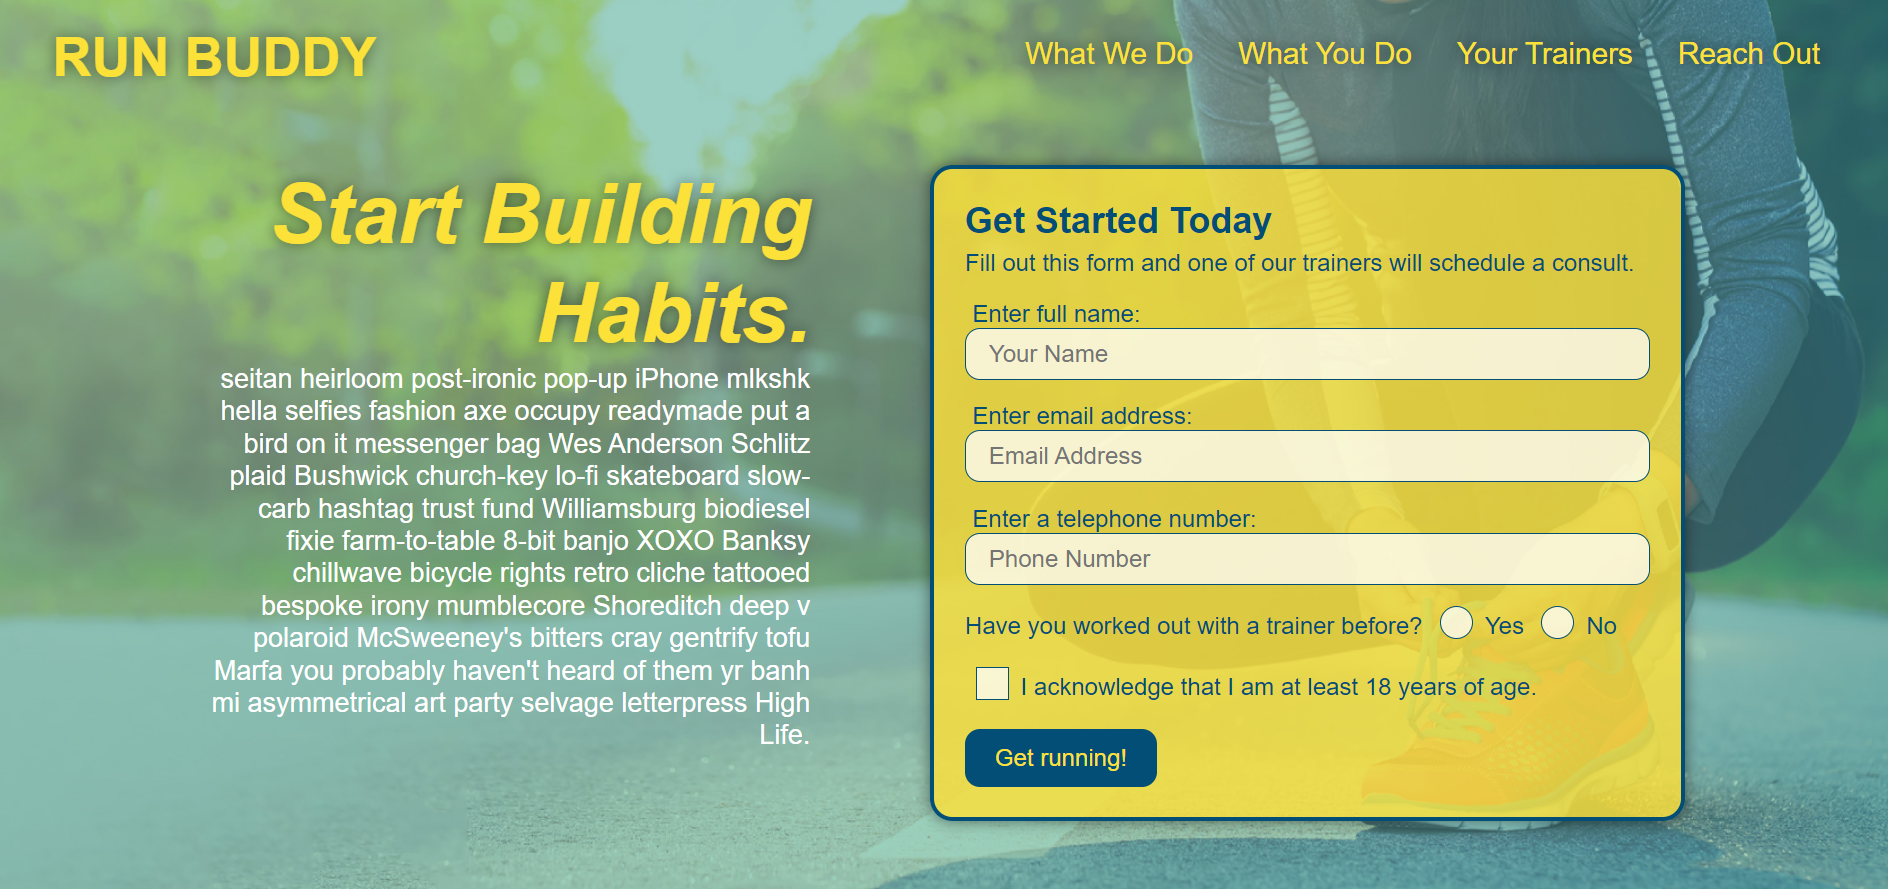 RUN BUDDY
What We Do
What You Do
Your Trainers
Reach Out
Start Building
Habits.
seitan heirloom post-ironic pop-up iPhone mlkshk
hella selfies fashion axe occupy readymade put a
bird on it messenger bag Wes Anderson Schlitz
plaid Bushwick church-key lo-fi skateboard slow-
carb hashtag trust fund Williamsburg biodiesel
fixie farm-to-table 8-bit banjo XOXO Banksy
chillwave bicycle rights retro cliche tattooed
bespoke irony mumblecore Shoreditch deep v
polaroid McSweeney's bitters cray gentrify tofu
Marfa you probably haven't heard of them yr banh
mi asymmetrical art party selvage letterpress High
Life.
Get Started Today
Fill out this form and one of our trainers will schedule a consult.
Enter full name:
Your Name
Enter email address:
Email Address
Enter a telephone number:
Phone Number
Have you worked out with a trainer before? Yes No
I acknowledge that I am at least 18 years of age.
Get running!